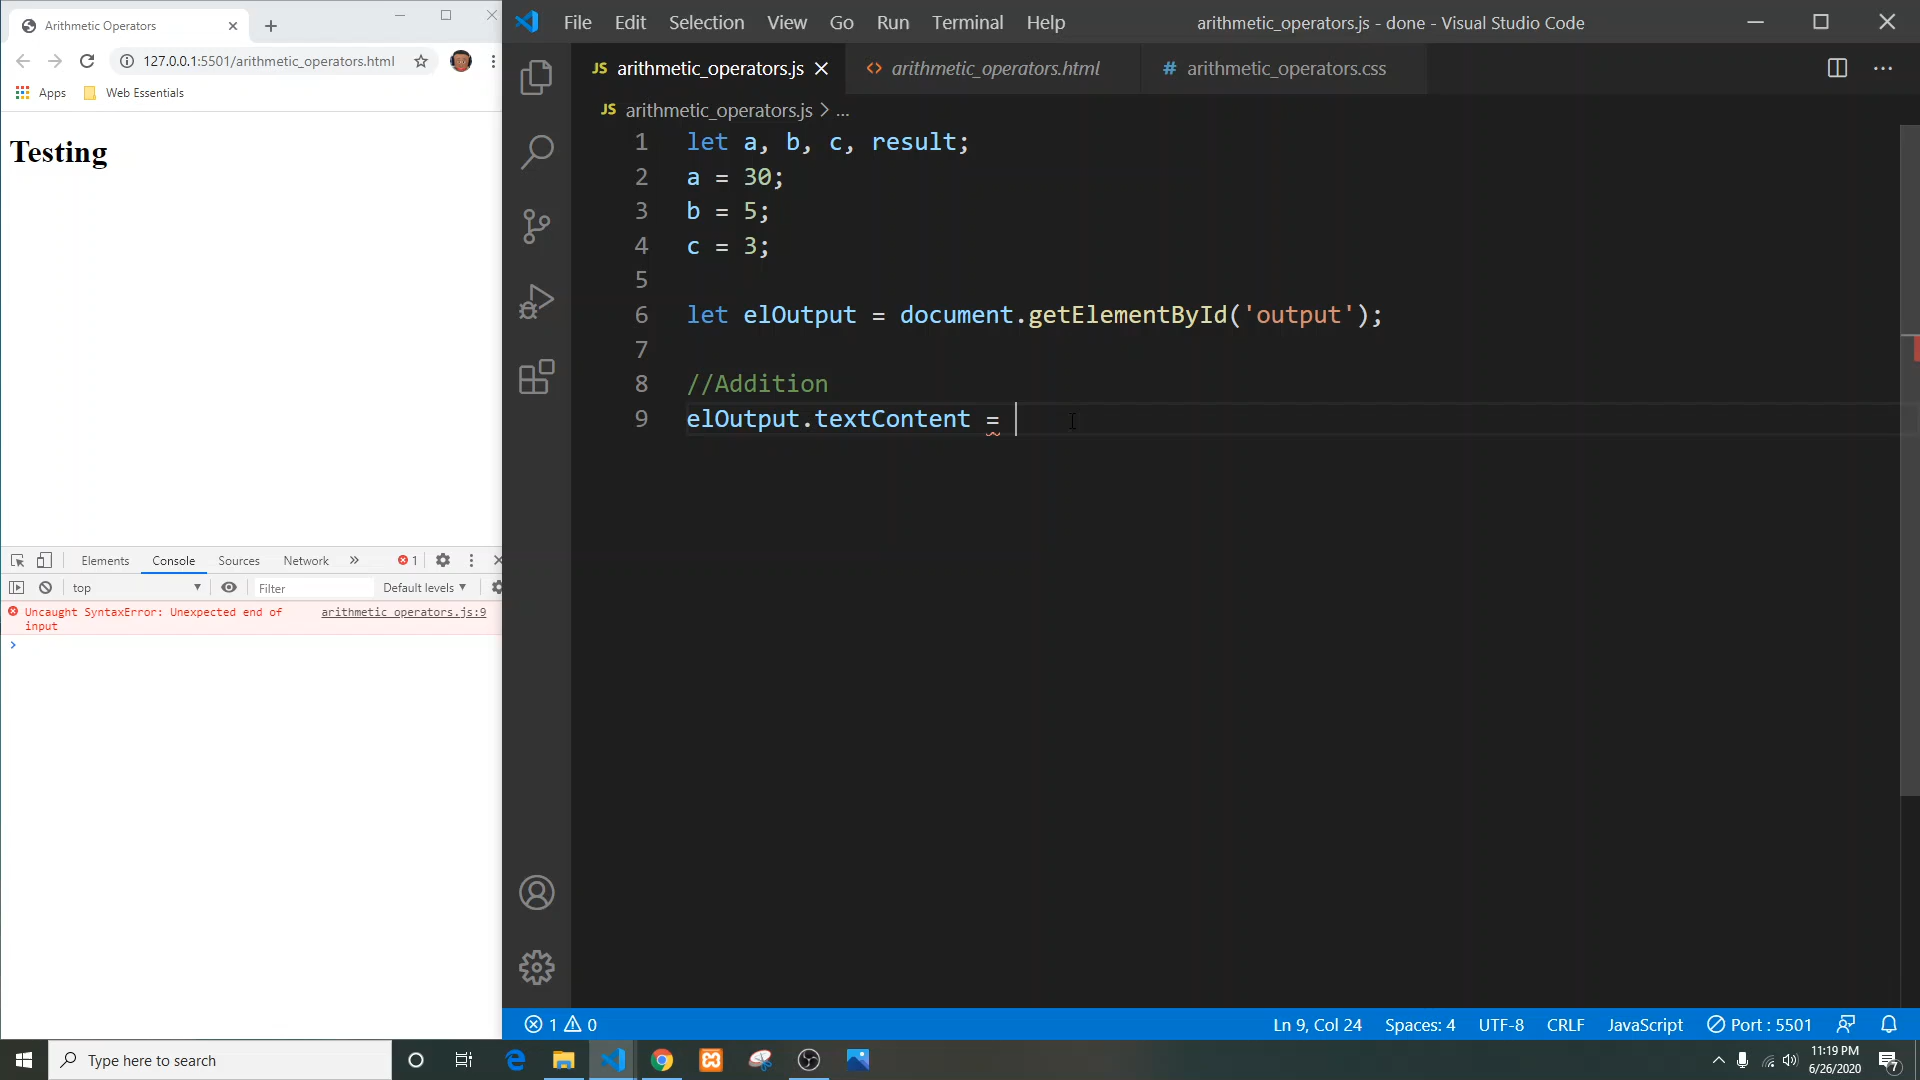 Arithmetic Operators
127.0.0.1:5501/arithmetic_operators.html
Apps
Web Essentials
Testing
Elements
Console
Sources
Network
1
top
Filter
Default levels
Uncaught SyntaxError: Unexpected end of
input
arithmetic_operators.js:9
File
Edit
Selection
View
Go
Run
Terminal
Help
arithmetic_operators.js - done - Visual Studio Code
JS arithmetic_operators.js
<> arithmetic_operators.html
# arithmetic_operators.css
JS arithmetic_operators.js > ...
1 let a, b, c, result;
2 a = 30;
3 b = 5;
4 c = 3;
5
6 let elOutput = document.getElementById('output');
7
8 //Addition
9 elOutput.textContent =
1
0
Ln 9, Col 24
Spaces: 4
UTF-8
CRLF
JavaScript
Port : 5501
Type here to search
11:19 PM
6/26/2020
7